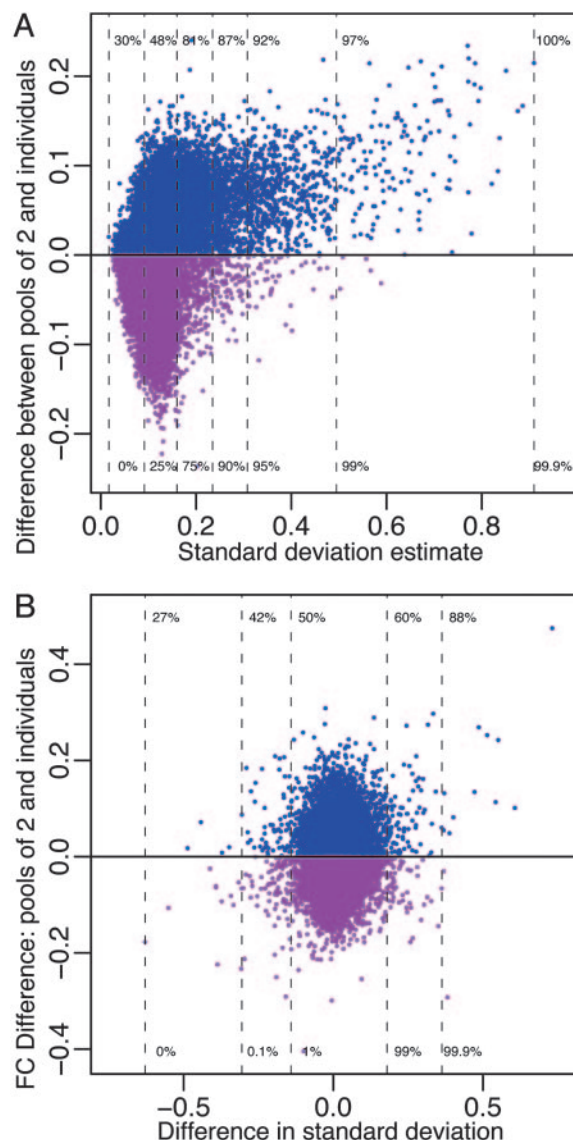 A
30% 48% 81% 87% 92% 97% 100%
0.2
0.1
0.0
−0.1
−0.2
Difference between pools of 2 and individuals
0% 25% 75% 90% 95% 99% 99.9%
0.0 0.2 0.4 0.6 0.8
Standard deviation estimate
B
27% 42% 50% 60% 88%
0.4
0.2
0.0
−0.2
−0.4
FC Difference: pools of 2 and individuals
0% 0.1% 1% 99% 99.9%
−0.5 0.0 0.5
Difference in standard deviation